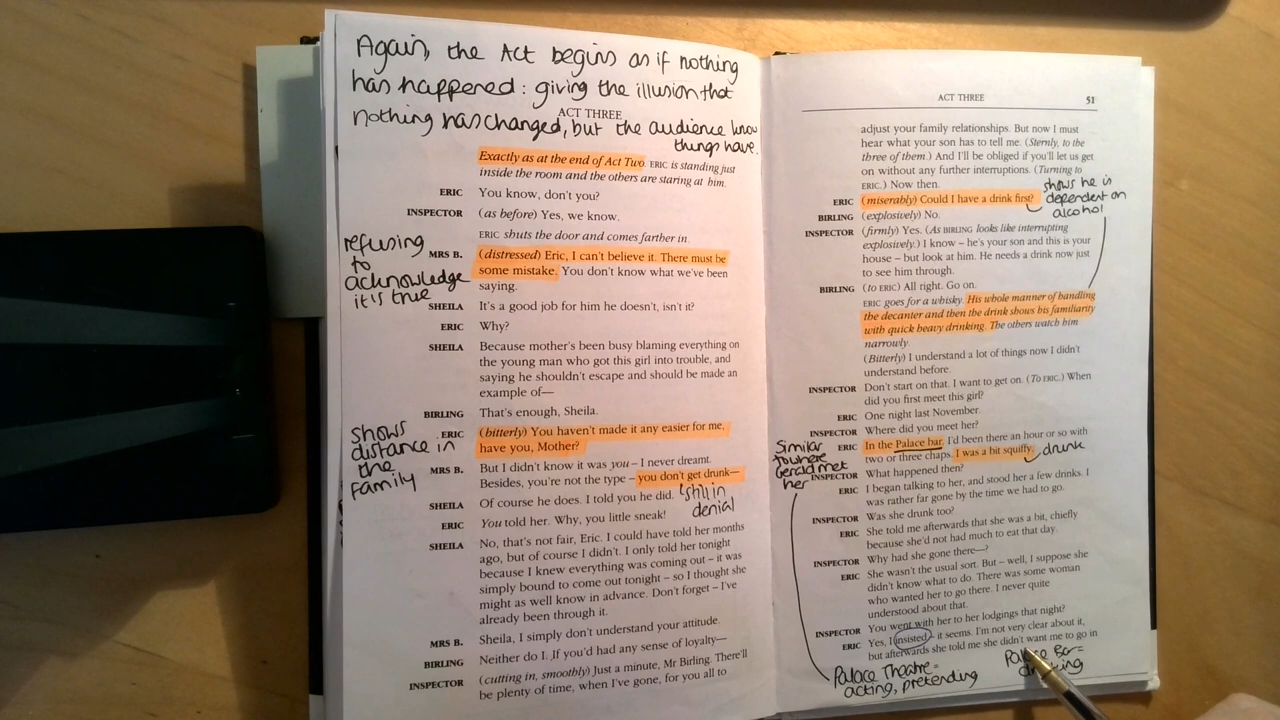 Again, the Act begins as if nothing
has happened: giving the illusion that
ACT THREE
nothing has changed, but the audience know
things have.
Exactly as at the end of Act Two. ERIC is standing just
inside the room and the others are staring at him.
ERIC You know, don't you?
INSPECTOR (as before) Yes, we know.
ERIC shuts the door and comes farther in.
refusing
to
acknowledge
it's true
MRS B. (distressed) Eric, I can't believe it. There must be
some mistake. You don't know what we've been
saying.
SHEILA It's a good job for him he doesn't, isn't it?
ERIC Why?
SHEILA Because mother's been busy blaming everything on
the young man who got this girl into trouble, and
saying he shouldn't escape and should be made an
example of—
BIRLING That's enough, Sheila.
shows
distance in
the
family
ERIC (bitterly) You haven't made it any easier for me,
have you, Mother?
MRS B. But I didn't know it was you – I never dreamt.
Besides, you're not the type – you don't get drunk—
still in
denial
SHEILA Of course he does. I told you he did.
ERIC You told her. Why, you little sneak!
SHEILA No, that's not fair, Eric. I could have told her months
ago, but of course I didn't. I only told her tonight
because I knew everything was coming out – it was
simply bound to come out tonight – so I thought she
might as well know in advance. Don't forget – I've
already been through it.
MRS B. Sheila, I simply don't understand your attitude.
BIRLING Neither do I. If you'd had any sense of loyalty—
INSPECTOR (cutting in, smoothly) Just a minute, Mr Birling. There'll
be plenty of time, when I've gone, for you all to
ACT THREE 51
adjust your family relationships. But now I must
hear what your son has to tell me. (Sternly, to the
three of them.) And I'll be obliged if you'll let us get
on without any further interruptions. (Turning to
ERIC.) Now then.
ERIC (miserably) Could I have a drink first?
shows he is
dependent on
alcohol
BIRLING (explosively) No.
INSPECTOR (firmly) Yes. (As BIRLING looks like interrupting
explosively.) I know – he's your son and this is your
house – but look at him. He needs a drink now just
to see him through.
BIRLING (to ERIC) All right. Go on.
ERIC goes for a whisky. His whole manner of handling
the decanter and then the drink shows his familiarity
with quick heavy drinking. The others watch him
narrowly.
(Bitterly) I understand a lot of things now I didn't
understand before.
INSPECTOR Don't start on that. I want to get on. (To ERIC.) When
did you first meet this girl?
ERIC One night last November.
INSPECTOR Where did you meet her?
Similar
to where
Gerald met
her
ERIC In the Palace bar. I'd been there an hour or so with
two or three chaps. I was a bit squiffy.
drunk
INSPECTOR What happened then?
ERIC I began talking to her, and stood her a few drinks. I
was rather far gone by the time we had to go.
INSPECTOR Was she drunk too?
ERIC She told me afterwards that she was a bit, chiefly
because she'd not had much to eat that day.
INSPECTOR Why had she gone there—?
ERIC She wasn't the usual sort. But – well, I suppose she
didn't know what to do. There was some woman
who wanted her to go there. I never quite
understood about that.
INSPECTOR You went with her to her lodgings that night?
ERIC Yes, I insisted – it seems. I'm not very clear about it,
but afterwards she told me she didn't want me to go in
Palace Theatre =
acting, pretending
Palace Bar =
drinking